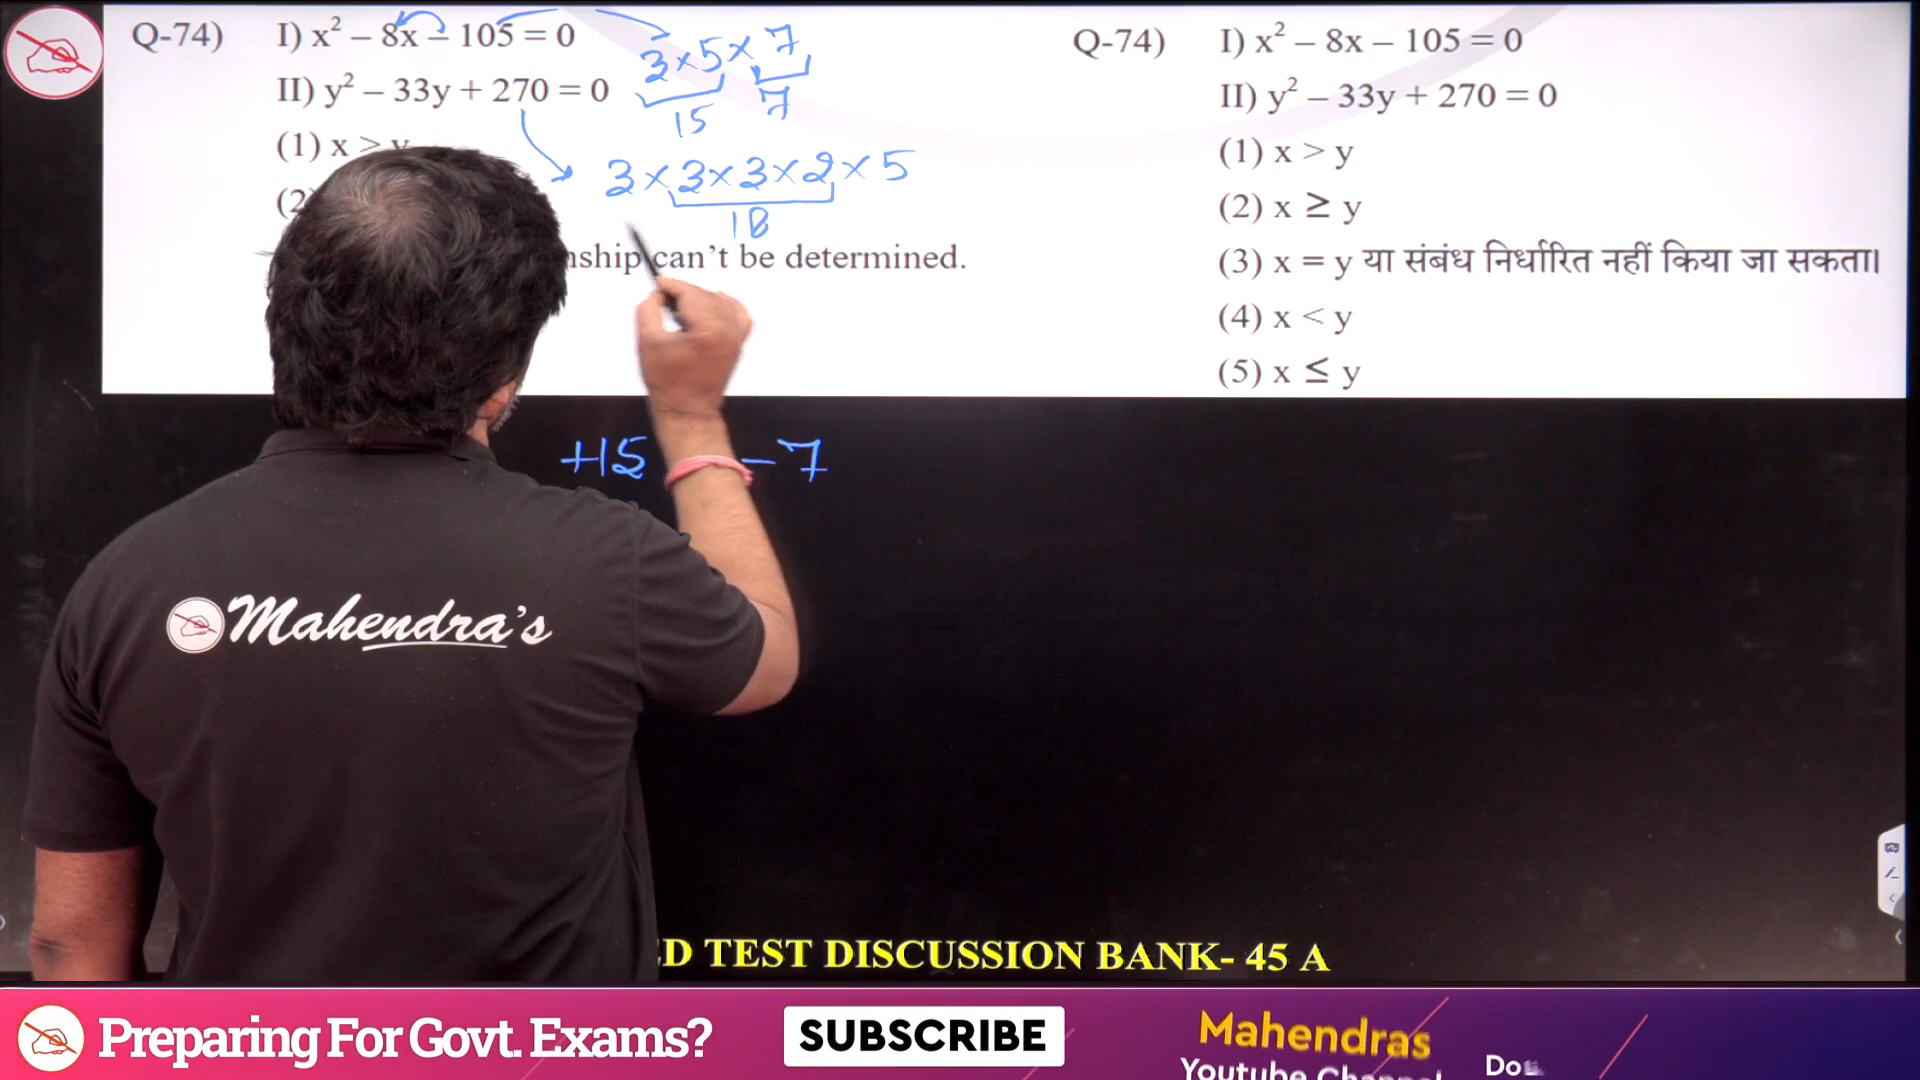 Q-74) I) x² – 8x – 105 = 0
II) y² – 33y + 270 = 0
(1) x > y
(2)
can't be determined.
3 × 5 × 7
15 7
3 × 3 × 3 × 2 × 5
18
+15 –7
Q-74) I) x² – 8x – 105 = 0
II) y² – 33y + 270 = 0
(1) x > y
(2) x ≥ y
(3) x = y या संबंध निर्धारित नहीं किया जा सकता।
(4) x < y
(5) x ≤ y
Mahendra's
TEST DISCUSSION BANK- 45 A
Preparing For Govt. Exams?
SUBSCRIBE
Mahendras
Youtube Channel